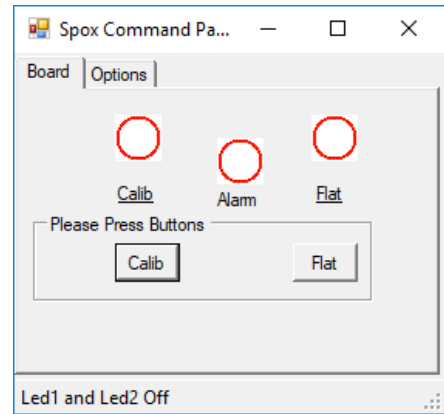 Spox Command Pa...
Board Options
Calib Alarm Flat
Please Press Buttons
Calib Flat
Led1 and Led2 Off